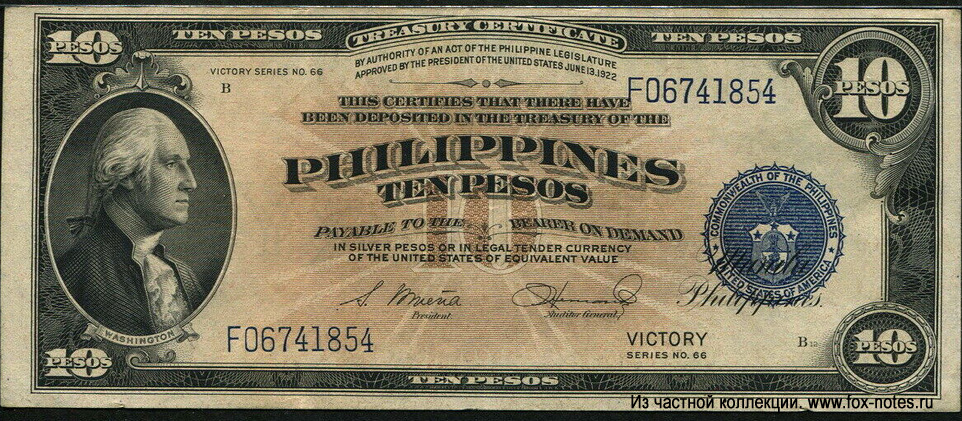 10 PESOS
TEN PESOS
TREASURY CERTIFICATE
TEN PESOS
10 PESOS
BY AUTHORITY OF AN ACT OF THE PHILIPPINE LEGISLATURE
APPROVED BY THE PRESIDENT OF THE UNITED STATES JUNE 13, 1922
VICTORY SERIES NO. 66
B
F06741854
THIS CERTIFIES THAT THERE HAVE
BEEN DEPOSITED IN THE TREASURY OF THE
PHILIPPINES
TEN PESOS
10
PAYABLE TO THE BEARER ON DEMAND
IN SILVER PESOS OR IN LEGAL TENDER CURRENCY
OF THE UNITED STATES OF EQUIVALENT VALUE
COMMONWEALTH OF THE PHILIPPINES
UNITED STATES OF AMERICA
Manila
Philippines.
President.
Auditor General,
WASHINGTON
F06741854
VICTORY
SERIES NO. 66
B
10 PESOS
TEN PESOS
10 PESOS
Из частной коллекции. www.fox-notes.ru